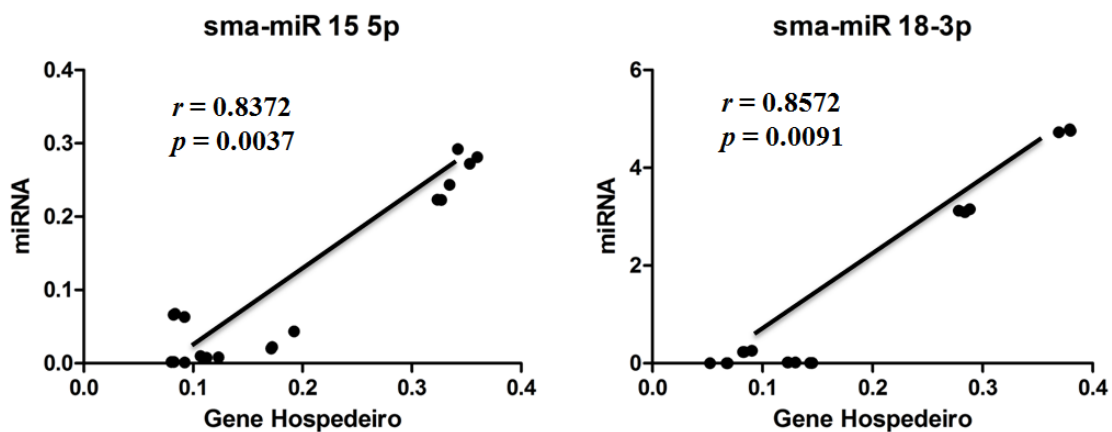 sma-miR 15 5p
0.4
0.3
0.2
0.1
0.0
miRNA
r = 0.8372
p = 0.0037
0.0 0.1 0.2 0.3 0.4
Gene Hospedeiro
sma-miR 18-3p
6
4
2
0
miRNA
r = 0.8572
p = 0.0091
0.0 0.1 0.2 0.3 0.4
Gene Hospedeiro